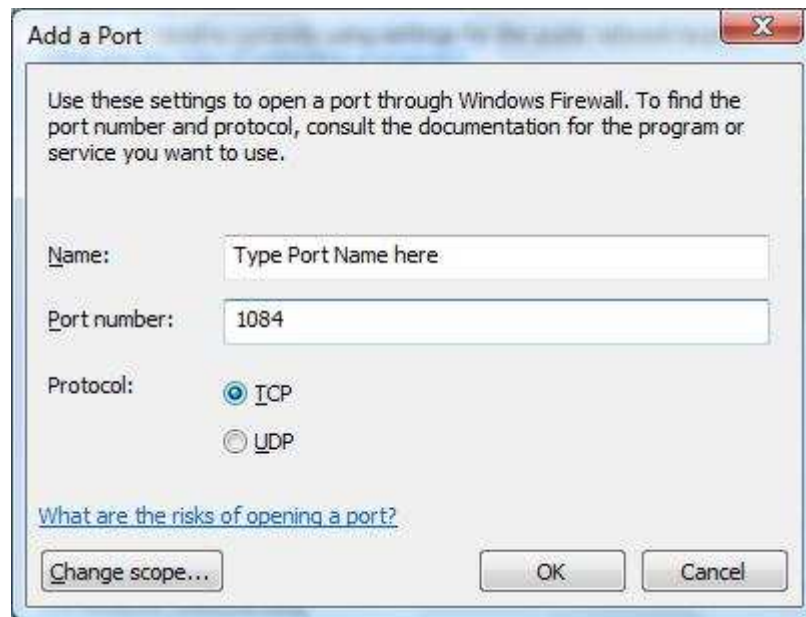 Add a Port
Use these settings to open a port through Windows Firewall. To find the
port number and protocol, consult the documentation for the program or
service you want to use.
Name:
Type Port Name here
Port number:
1084
Protocol:
TCP
UDP
What are the risks of opening a port?
Change scope...
OK
Cancel